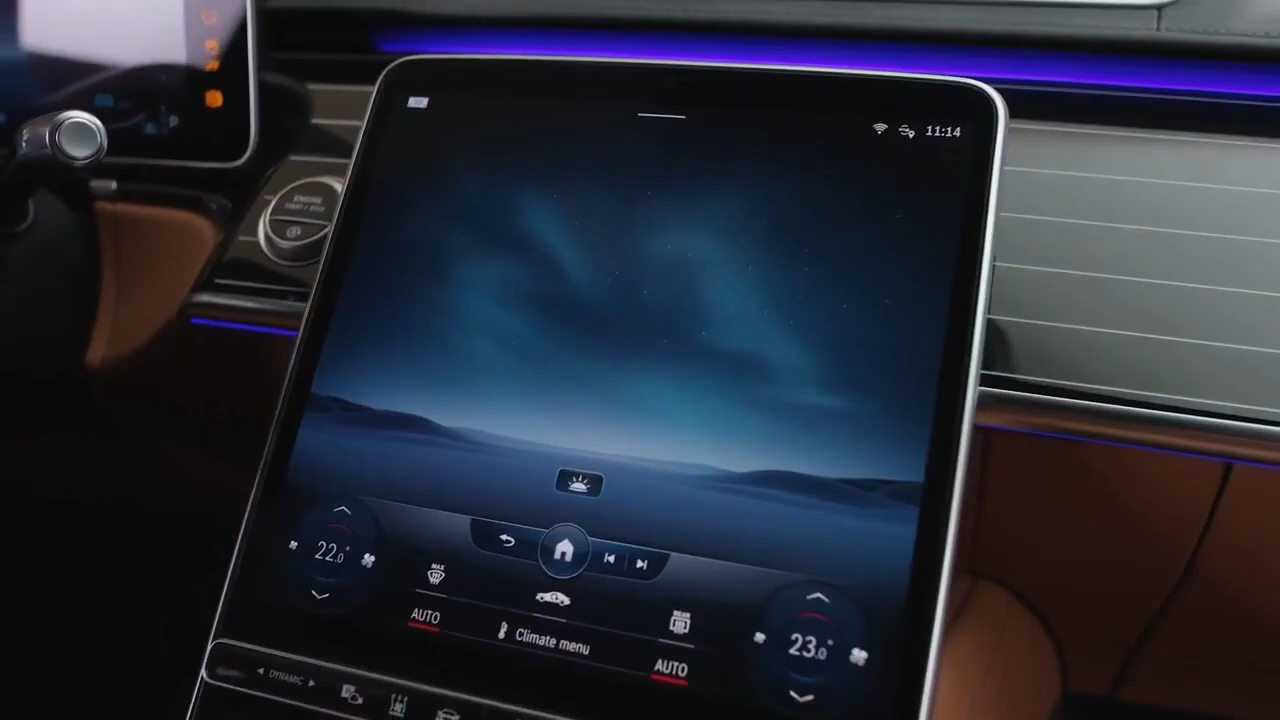 11:14
ENGINE
START / STOP
22.0°
MAX
REAR
AUTO
Climate menu
AUTO
23.0°
DYNAMIC